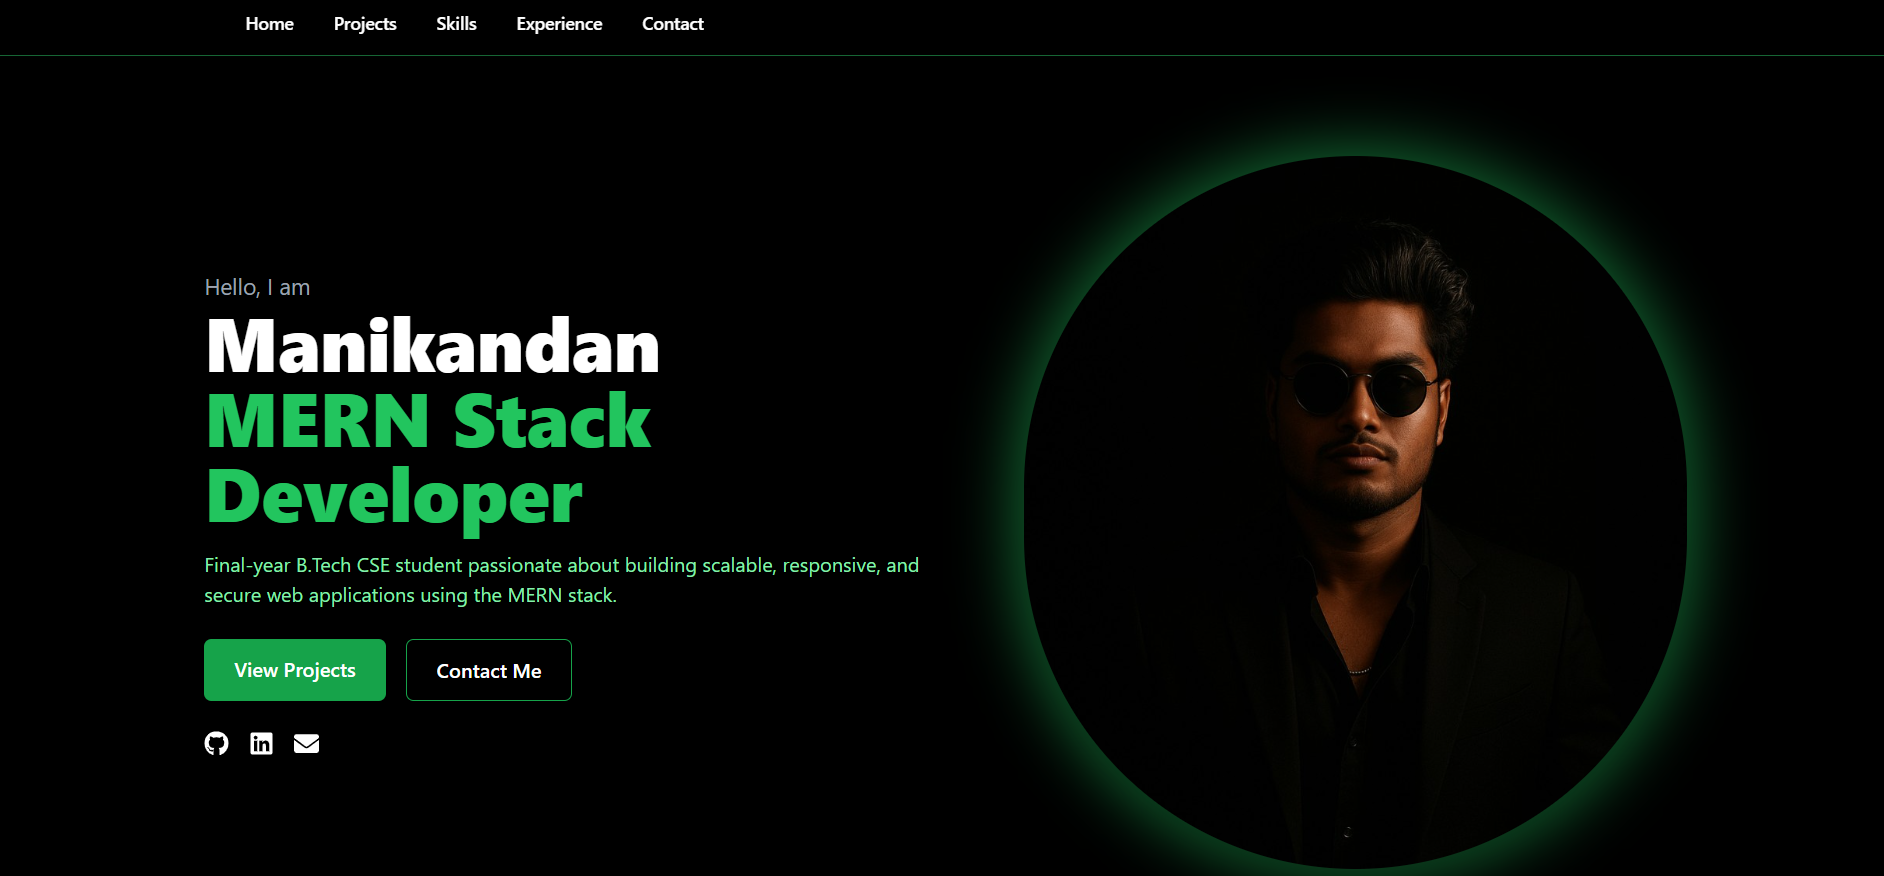 Home Projects Skills Experience Contact
Hello, I am
Manikandan
MERN Stack
Developer
Final-year B.Tech CSE student passionate about building scalable, responsive, and
secure web applications using the MERN stack.
View Projects Contact Me
in